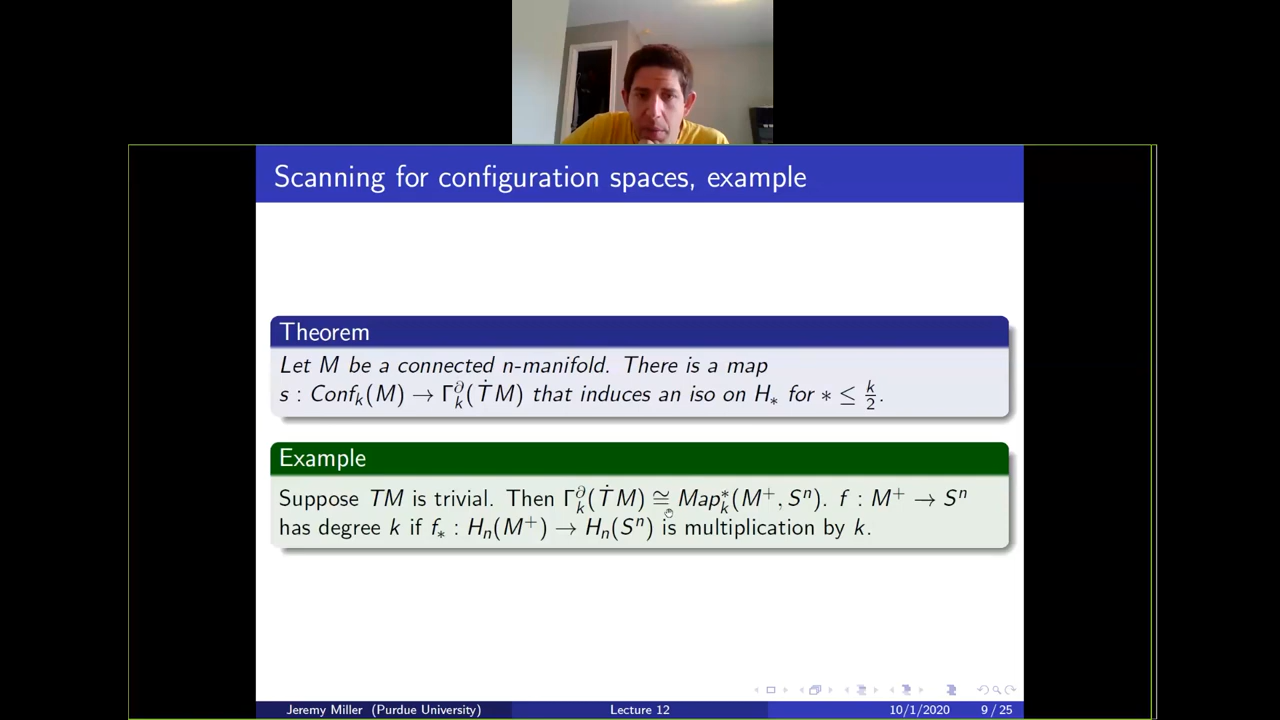 Scanning for configuration spaces, example
Theorem
Let M be a connected n-manifold. There is a map
s : Conf_k(M) → Γ^∂_k(ṪM) that induces an iso on H_* for * ≤ k/2.
Example
Suppose TM is trivial. Then Γ^∂_k(ṪM) ≅ Map^*_k(M^+, S^n). f : M^+ → S^n
has degree k if f_* : H_n(M^+) → H_n(S^n) is multiplication by k.
Jeremy Miller (Purdue University) Lecture 12 10/1/2020 9 / 25